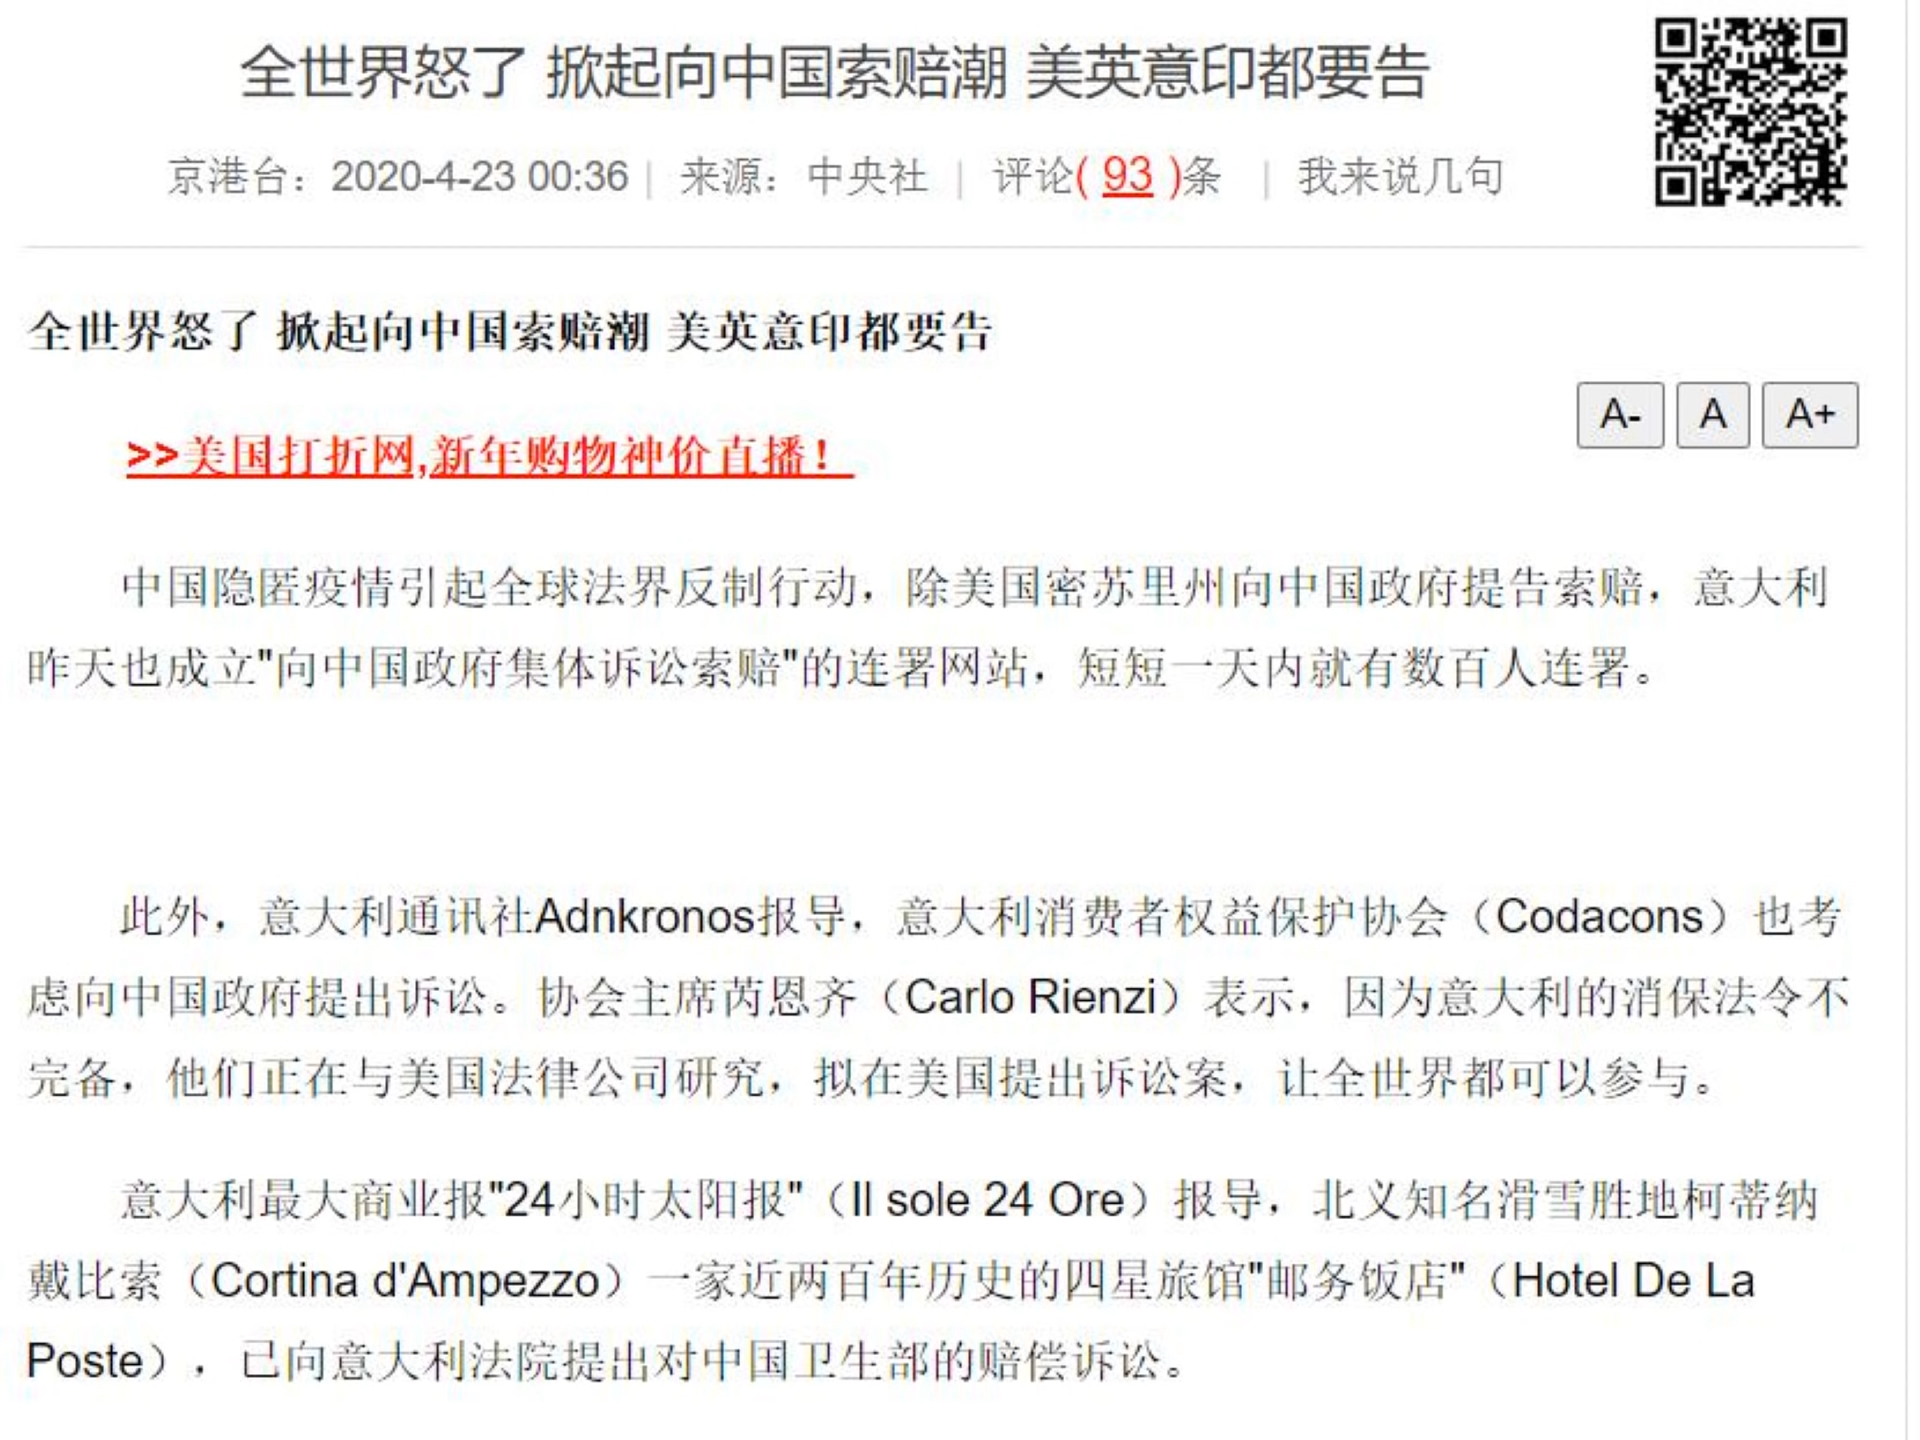 全世界怒了 掀起向中国索赔潮 美英意印都要告
京港台：2020-4-23 00:36| 来源：中央社 | 评论( 93 )条 | 我来说几句
全世界怒了 掀起向中国索赔潮 美英意印都要告
A- A A+
>>美国打折网,新年购物神价直播！
中国隐匿疫情引起全球法界反制行动，除美国密苏里州向中国政府提告索赔，意大利
昨天也成立"向中国政府集体诉讼索赔"的连署网站，短短一天内就有数百人连署。
此外，意大利通讯社Adnkronos报导，意大利消费者权益保护协会（Codacons）也考
虑向中国政府提出诉讼。协会主席芮恩齐（Carlo Rienzi）表示，因为意大利的消保法令不
完备，他们正在与美国法律公司研究，拟在美国提出诉讼案，让全世界都可以参与。
意大利最大商业报"24小时太阳报"（Il sole 24 Ore）报导，北义知名滑雪胜地柯蒂纳
戴比索（Cortina d'Ampezzo）一家近两百年历史的四星旅馆"邮务饭店"（Hotel De La
Poste），已向意大利法院提出对中国卫生部的赔偿诉讼。